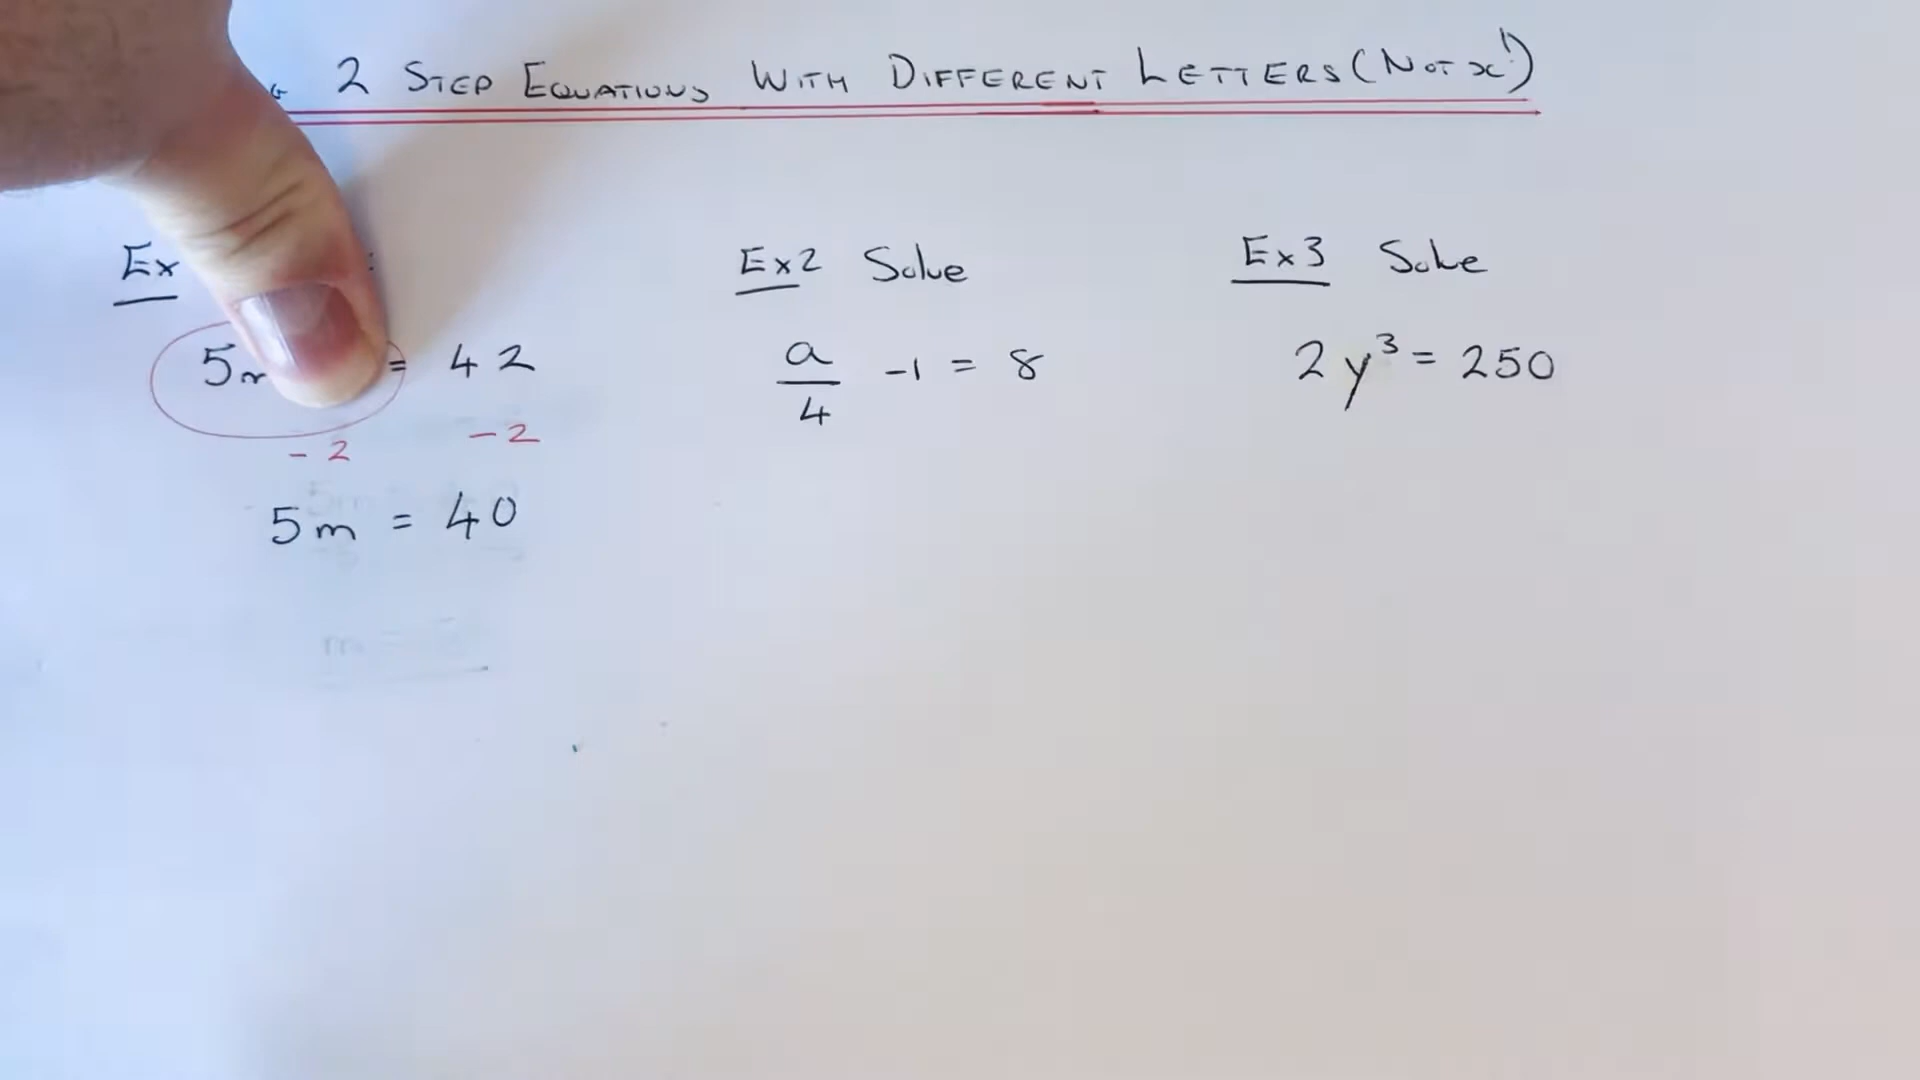 2 STEP EQUATIONS WITH DIFFERENT LETTERS (NOT x!)
Ex
5m = 42
-2 -2
5m = 40
Ex2 Solve
a/4 -1 = 8
Ex3 Solve
2y³ = 250